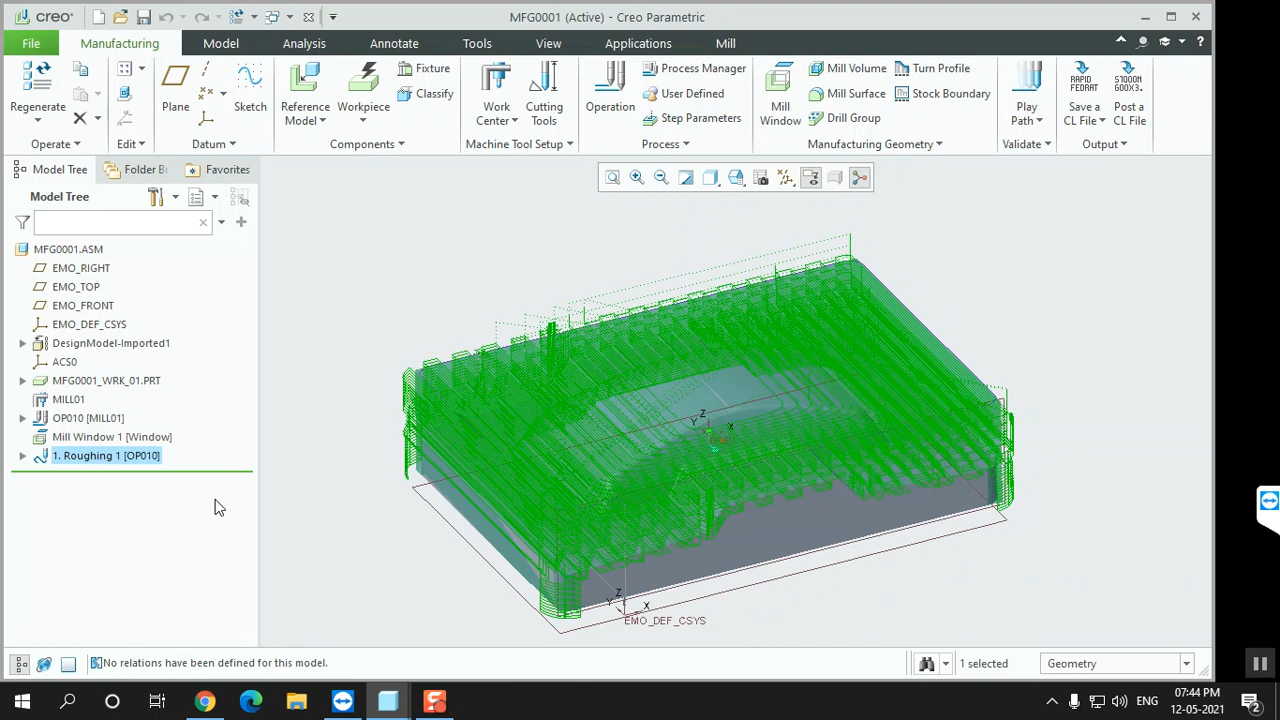 creo
MFG0001 (Active) - Creo Parametric
File
Manufacturing
Model
Analysis
Annotate
Tools
View
Applications
Mill
Regenerate
Operate
Edit
Plane
Sketch
Datum
Reference Model
Workpiece
Fixture
Classify
Components
Work Center
Cutting Tools
Machine Tool Setup
Operation
Process Manager
User Defined
Step Parameters
Process
Mill Window
Mill Volume
Mill Surface
Drill Group
Turn Profile
Stock Boundary
Manufacturing Geometry
Play Path
Validate
RAPID
FEDRAT
Save a CL File
G000X3.
Post a CL File
Output
Model Tree
Folder B
Favorites
Model Tree
MFG0001.ASM
EMO_RIGHT
EMO_TOP
EMO_FRONT
EMO_DEF_CSYS
DesignModel-Imported1
ACS0
MFG0001_WRK_01.PRT
MILL01
OP010 [MILL01]
Mill Window 1 [Window]
1. Roughing 1 [OP010]
Z
Y
X
Z
Y
X
EMO_DEF_CSYS
No relations have been defined for this model.
1 selected
Geometry
ENG
07:44 PM
12-05-2021
2